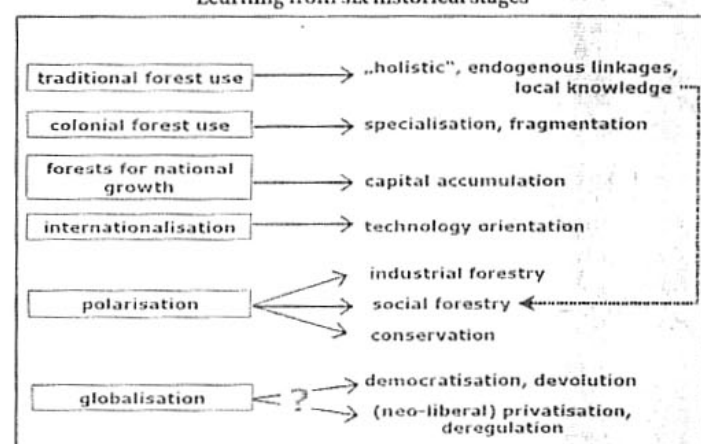 Learning from six historical stages
traditional forest use
„holistic", endogenous linkages,
local knowledge
colonial forest use
specialisation, fragmentation
forests for national
growth
capital accumulation
internationalisation
technology orientation
polarisation
industrial forestry
social forestry
conservation
globalisation
?
democratisation, devolution
(neo-liberal) privatisation,
deregulation